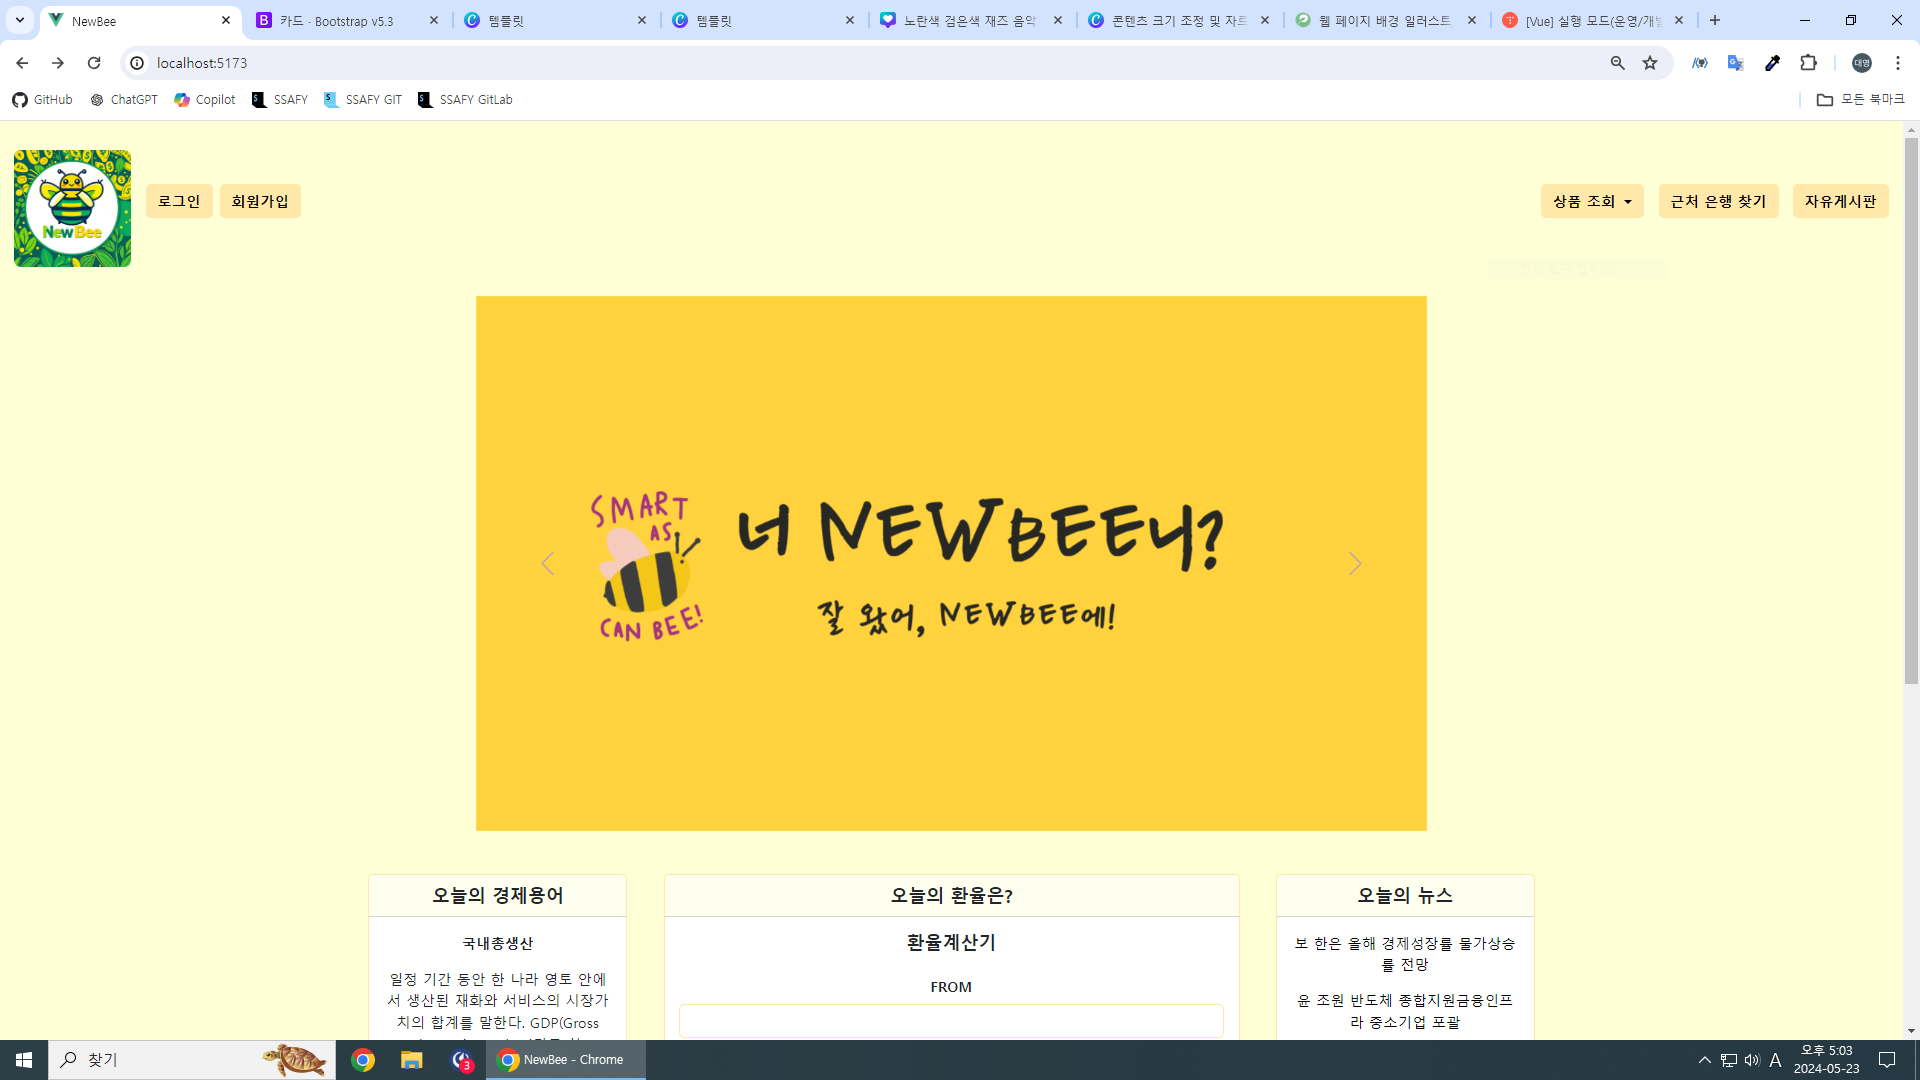 NewBee
카드 · Bootstrap v5.3
템플릿
템플릿
노란색 검은색 재즈 음악
콘텐츠 크기 조정 및 자르
웹 페이지 배경 일러스트
[Vue] 실행 모드(운영/개발
localhost:5173
대영
GitHub
ChatGPT
Copilot
SSAFY
SSAFY GIT
SSAFY GitLab
모든 북마크
New Bee
로그인
회원가입
상품 조회
근처 은행 찾기
자유게시판
SMART
AS
CAN BEE!
너 NEWBEE니?
잘 왔어, NEWBEE에!
오늘의 경제용어
국내총생산
일정 기간 동안 한 나라 영토 안에
서 생산된 재화와 서비스의 시장가
치의 합계를 말한다. GDP(Gross
오늘의 환율은?
환율계산기
FROM
오늘의 뉴스
보 한은 올해 경제성장률 물가상승
률 전망
윤 조원 반도체 종합지원금융인프
라 중소기업 포괄
찾기
3
NewBee - Chrome
A
오후 5:03
2024-05-23